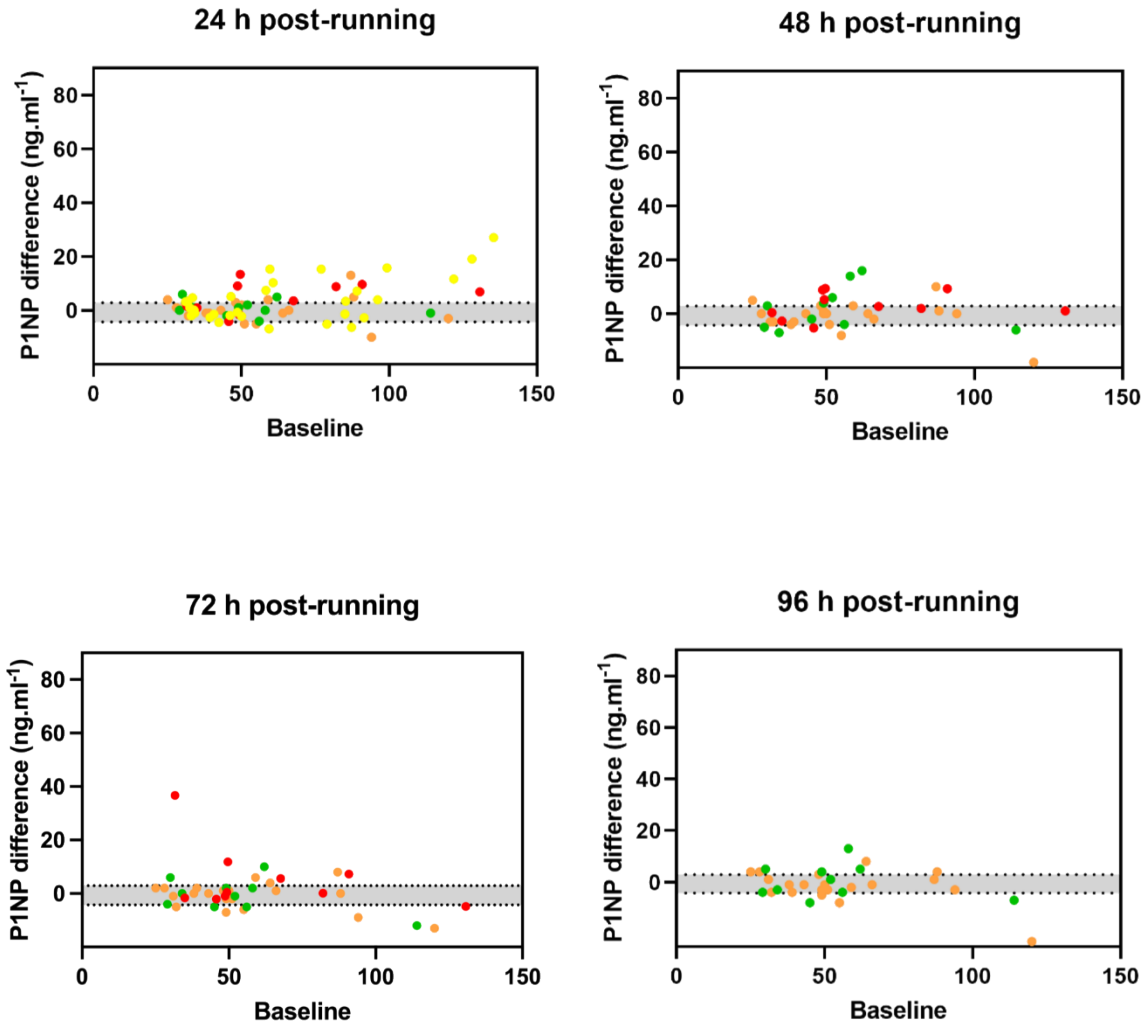 24 h post-running
P1NP difference (ng.ml⁻¹)
80
60
40
20
0
0 50 100 150
Baseline
48 h post-running
P1NP difference (ng.ml⁻¹)
80
60
40
20
0
0 50 100 150
Baseline
72 h post-running
P1NP difference (ng.ml⁻¹)
80
60
40
20
0
0 50 100 150
Baseline
96 h post-running
P1NP difference (ng.ml⁻¹)
80
60
40
20
0
0 50 100 150
Baseline